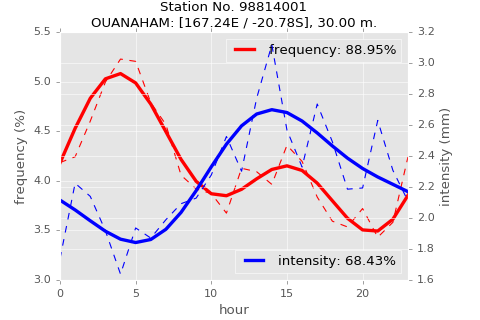 Station No. 98814001
OUANAHAM: [167.24E / -20.78S], 30.00 m.
5.5
5.0
4.5
4.0
3.5
3.0
frequency (%)
3.2
3.0
2.8
2.6
2.4
2.2
2.0
1.8
1.6
intensity (mm)
frequency: 88.95%
intensity: 68.43%
0
5
10
15
20
hour